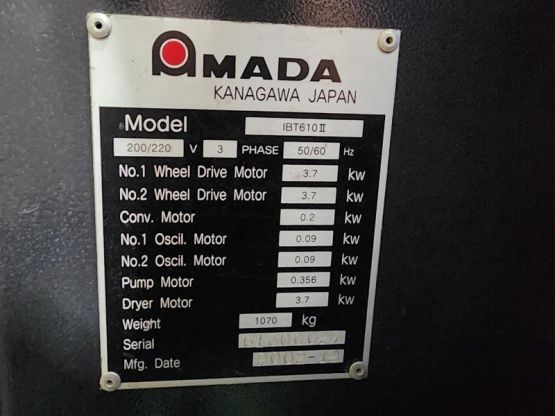 AMADA
KANAGAWA JAPAN
Model IBT610Ⅱ
200/220 V 3 PHASE 50/60 Hz
No.1 Wheel Drive Motor 3.7 kw
No.2 Wheel Drive Motor 3.7 kw
Conv. Motor 0.2 kw
No.1 Oscil. Motor 0.09 kw
No.2 Oscil. Motor 0.09 kw
Pump Motor 0.356 kw
Dryer Motor 3.7 kw
Weight 1070 kg
Serial
Mfg. Date